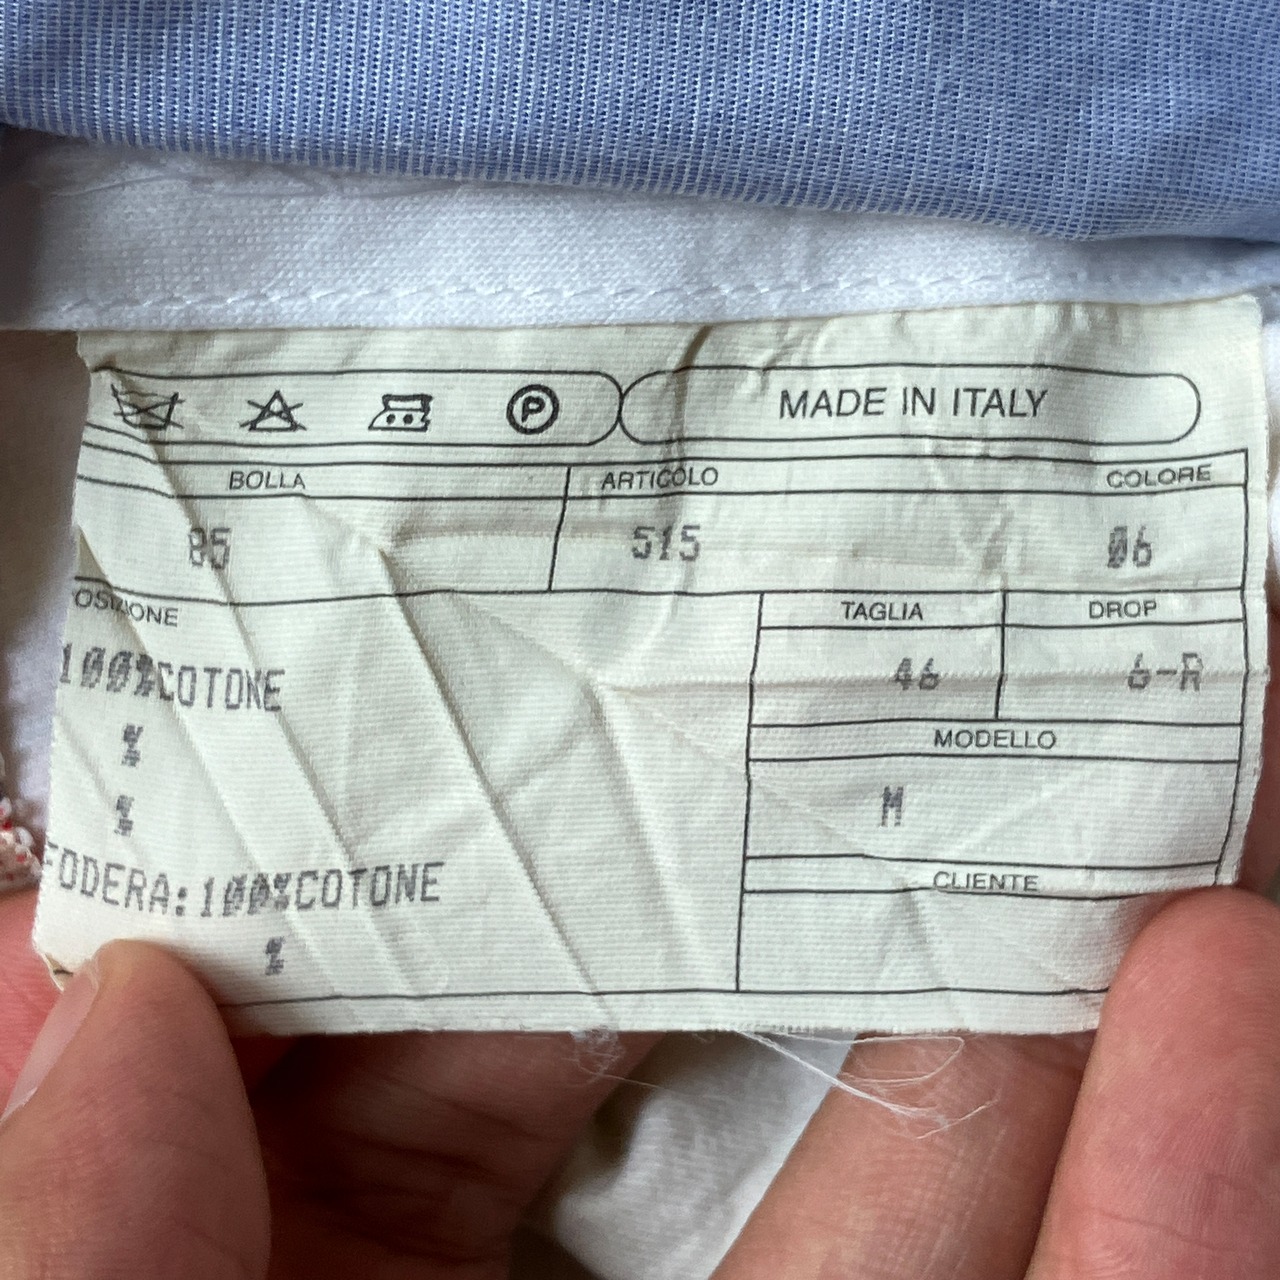 P MADE IN ITALY
BOLLA ARTICOLO COLORE
85 515 06
OSIZIONE TAGLIA DROP
100%COTONE 46 6-R
% MODELLO
% M
FODERA:100%COTONE CLIENTE
%